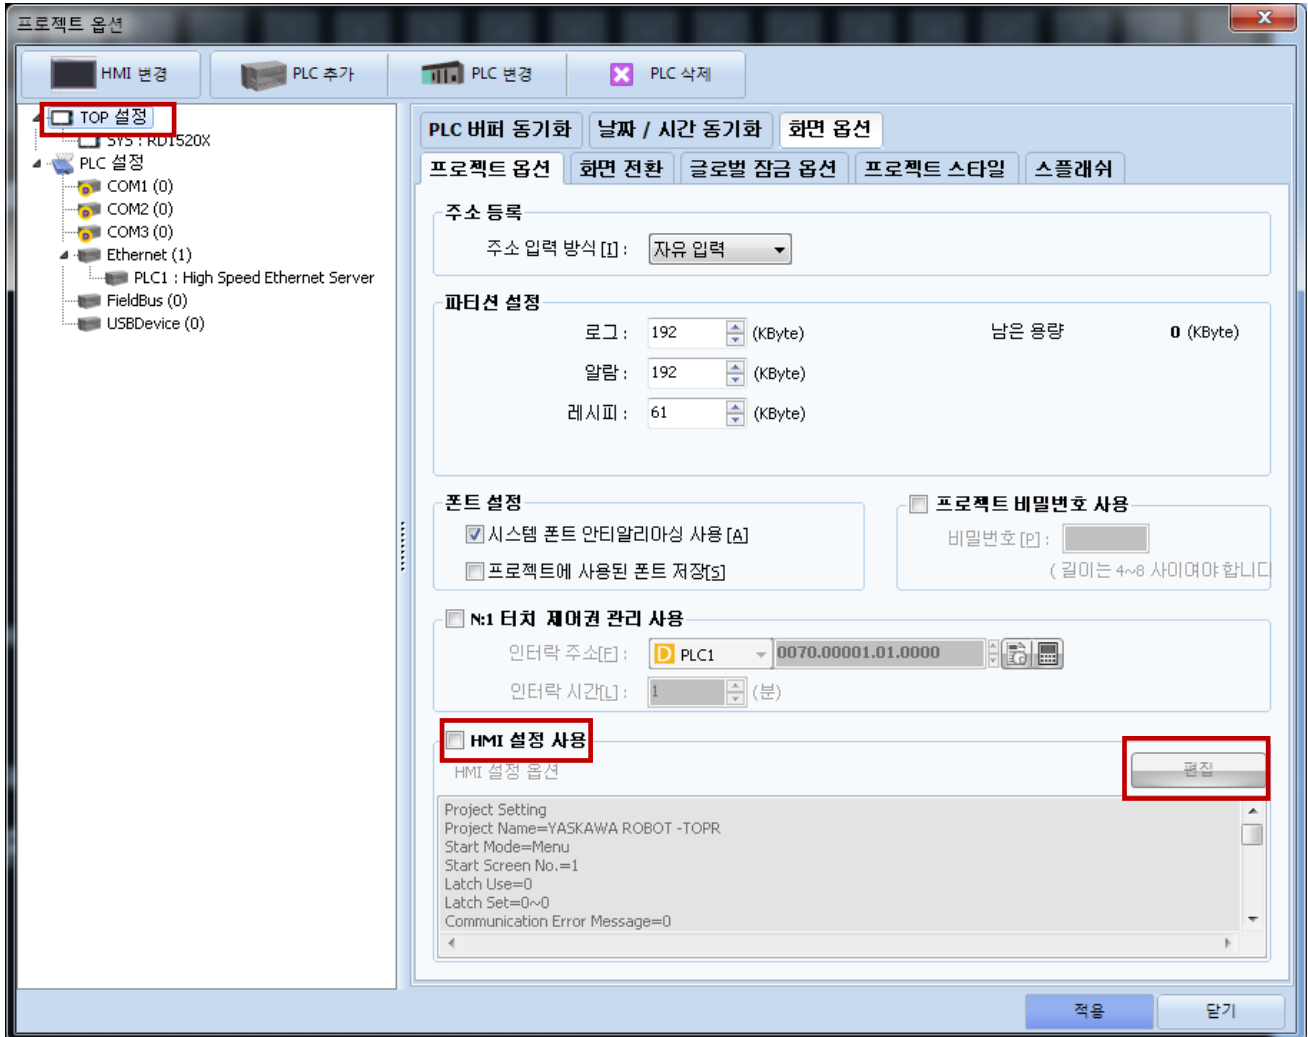 프로젝트 옵션
HMI 변경
PLC 추가
PLC 변경
PLC 삭제
TOP 설정
SYS : RD1520X
PLC 설정
COM1 (0)
COM2 (0)
COM3 (0)
Ethernet (1)
PLC1 : High Speed Ethernet Server
FieldBus (0)
USBDevice (0)
PLC 버퍼 동기화
날짜 / 시간 동기화
화면 옵션
프로젝트 옵션
화면 전환
글로벌 잠금 옵션
프로젝트 스타일
스플래쉬
주소 등록
주소 입력 방식[I] : 자유 입력
파티션 설정
로그 : 192 (KByte) 남은 용량 0 (KByte)
알람 : 192 (KByte)
레시피 : 61 (KByte)
폰트 설정
시스템 폰트 안티알리아싱 사용[A]
프로젝트에 사용된 폰트 저장[S]
프로젝트 비밀번호 사용
비밀번호[P] :
( 길이는 4~8 사이여야 합니다
N:1 터치 제어권 관리 사용
인터락 주소[F] : D PLC1 0070.00001.01.0000
인터락 시간[L] : 1 (분)
HMI 설정 사용
HMI 설정 옵션
편집
Project Setting
Project Name=YASKAWA ROBOT -TOPR
Start Mode=Menu
Start Screen No.=1
Latch Use=0
Latch Set=0~0
Communication Error Message=0
적용
닫기